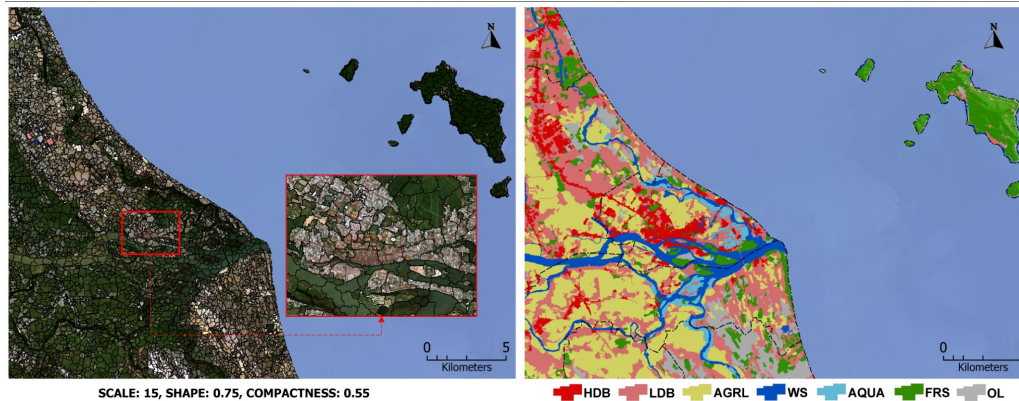 N
0 5
Kilometers
SCALE: 15, SHAPE: 0.75, COMPACTNESS: 0.55
N
0 5
Kilometers
HDB LDB AGRL WS AQUA FRS OL